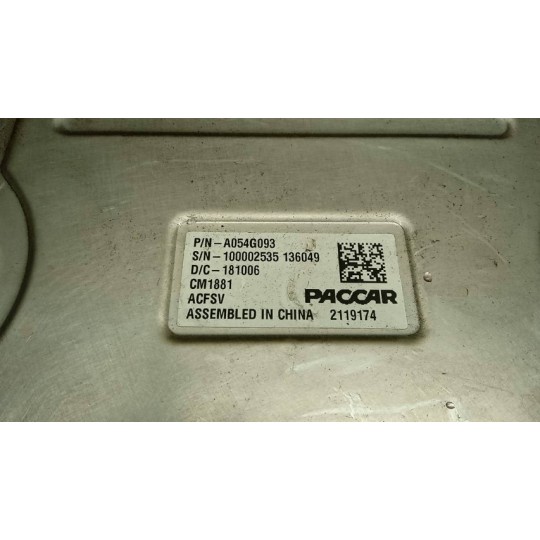 P/N - A054G093
S/N - 100002535 136049
D/C - 181006
CM1881
ACFSV
PACCAR
ASSEMBLED IN CHINA 2119174